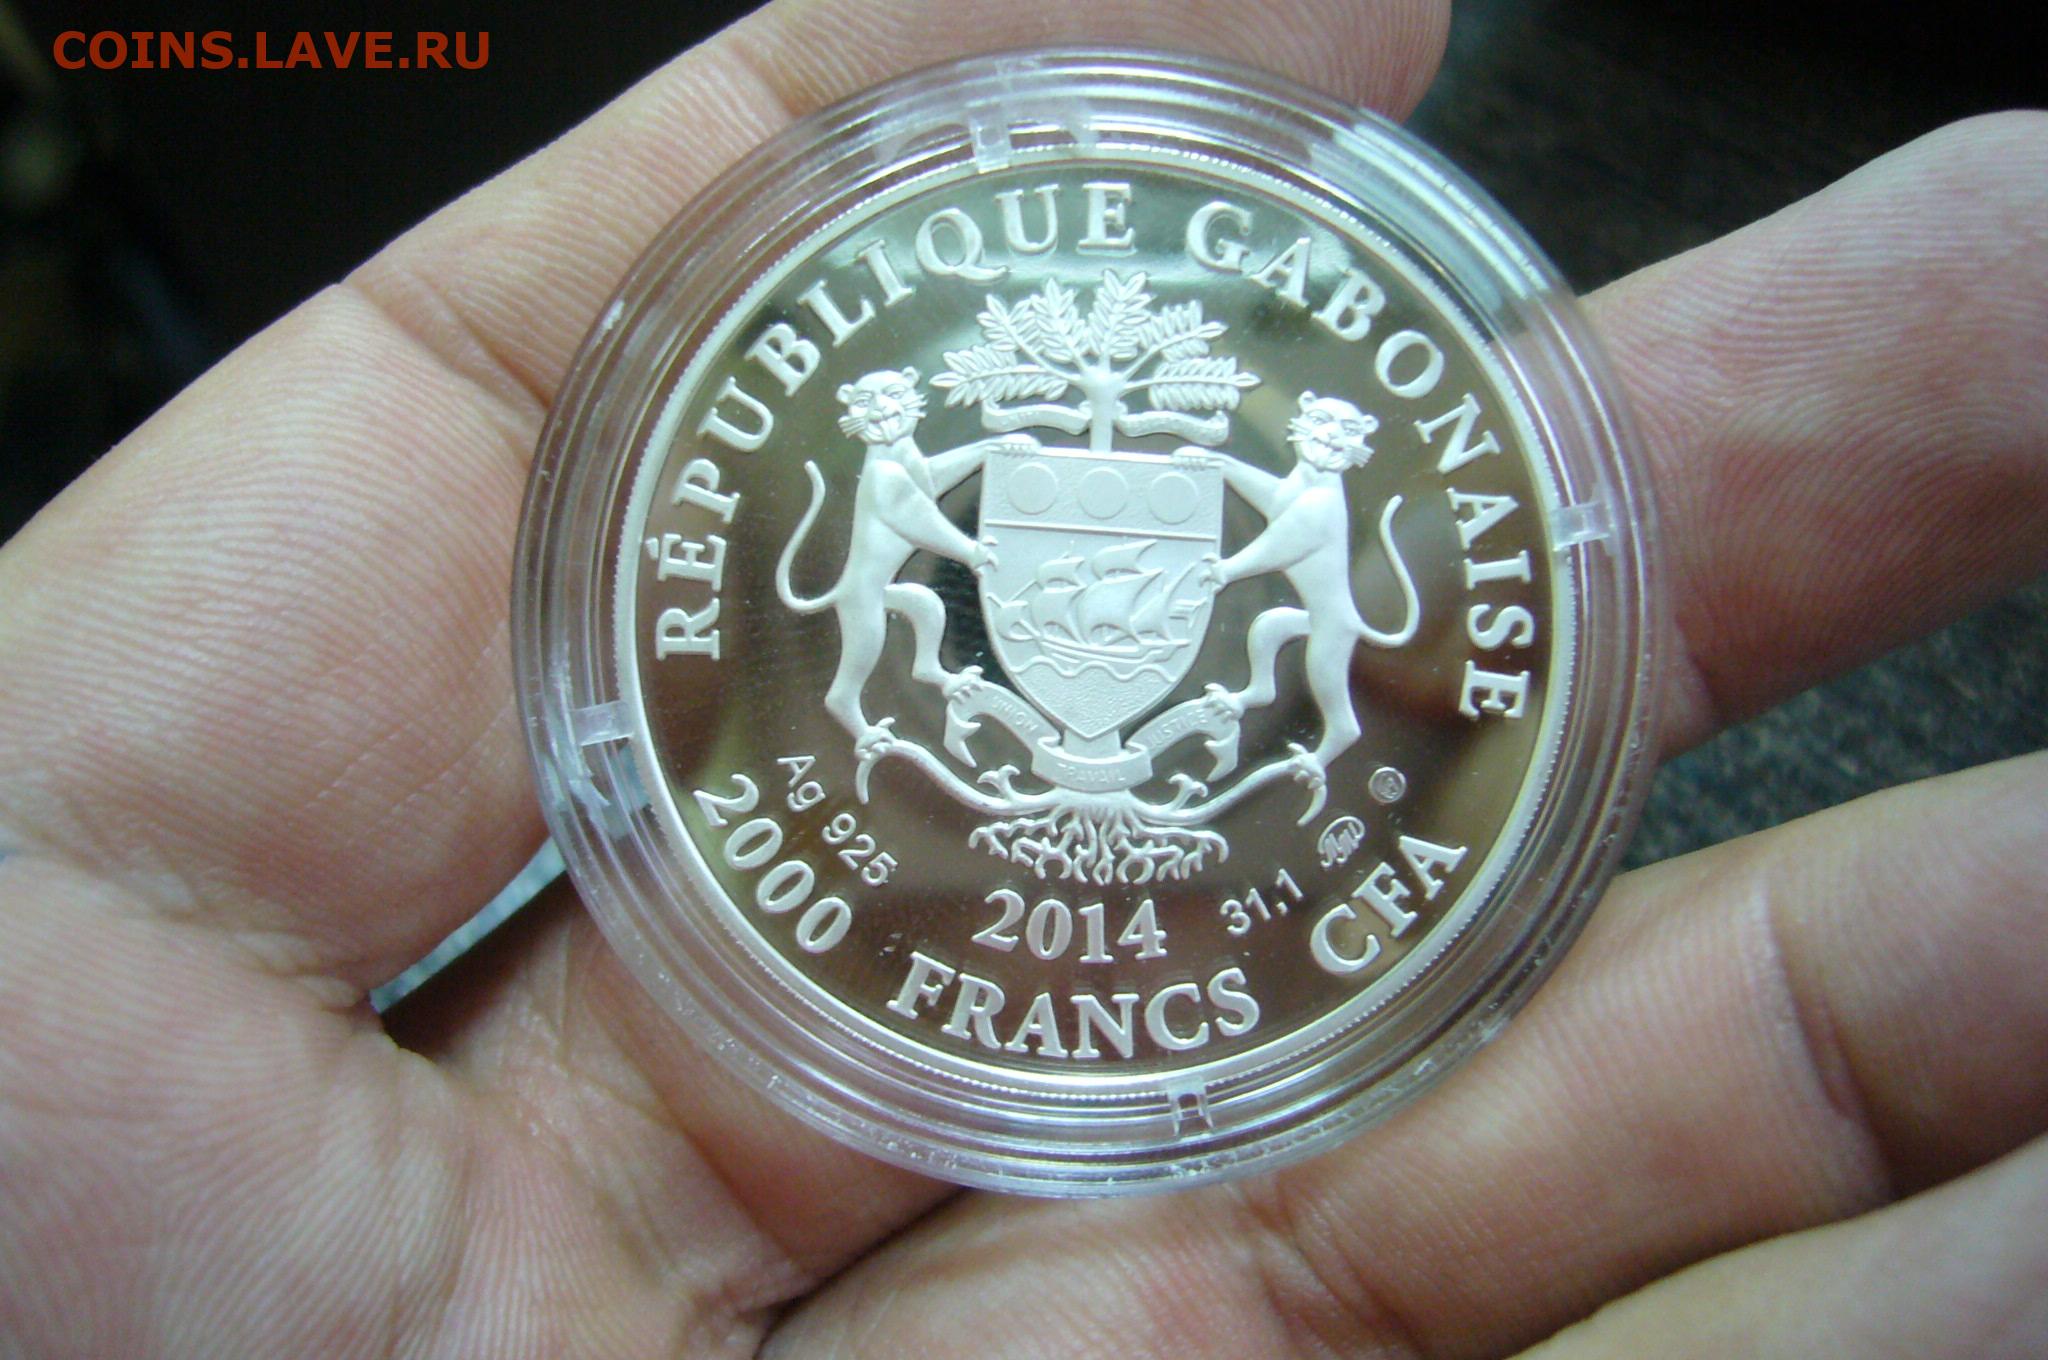 COINS.LAVE.RU
RÉPUBLIQUE GABONAISE
UNION TRAVAIL JUSTICE
Ag 925
2014
31,1
2000 FRANCS CFA